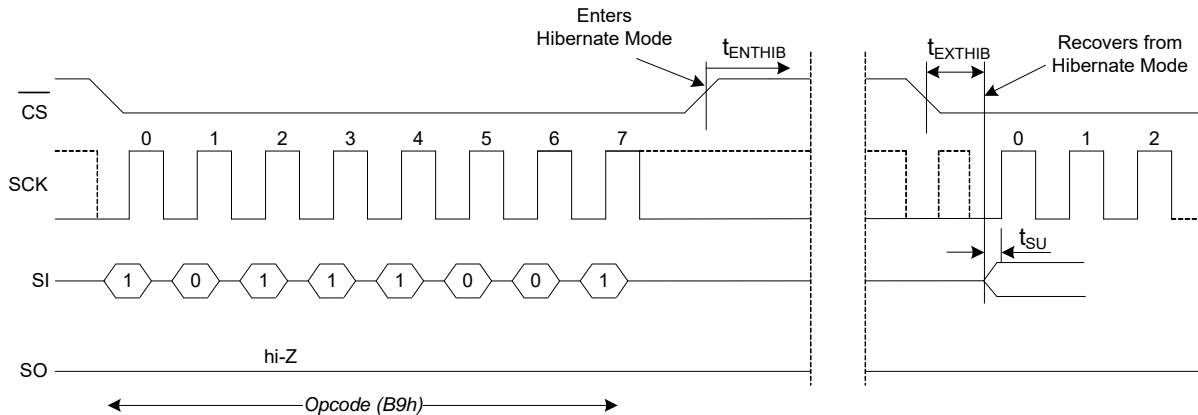 Enters
Hibernate Mode
tENTHIB
tEXTHIB
Recovers from
Hibernate Mode
CS
0 1 2 3 4 5 6 7 0 1 2
SCK
tSU
SI 1 0 1 1 1 0 0 1
hi-Z
SO
Opcode (B9h)